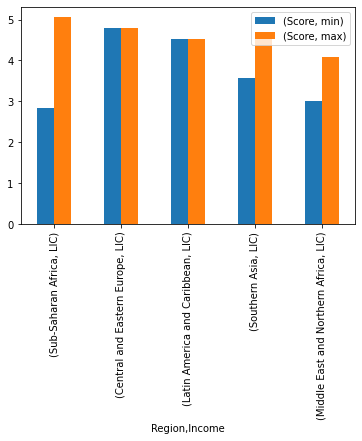 (Score, min)
(Score, max)
5
4
3
2
1
0
(Sub-Saharan Africa, LIC)
(Central and Eastern Europe, LIC)
(Latin America and Caribbean, LIC)
(Southern Asia, LIC)
(Middle East and Northern Africa, LIC)
Region,Income